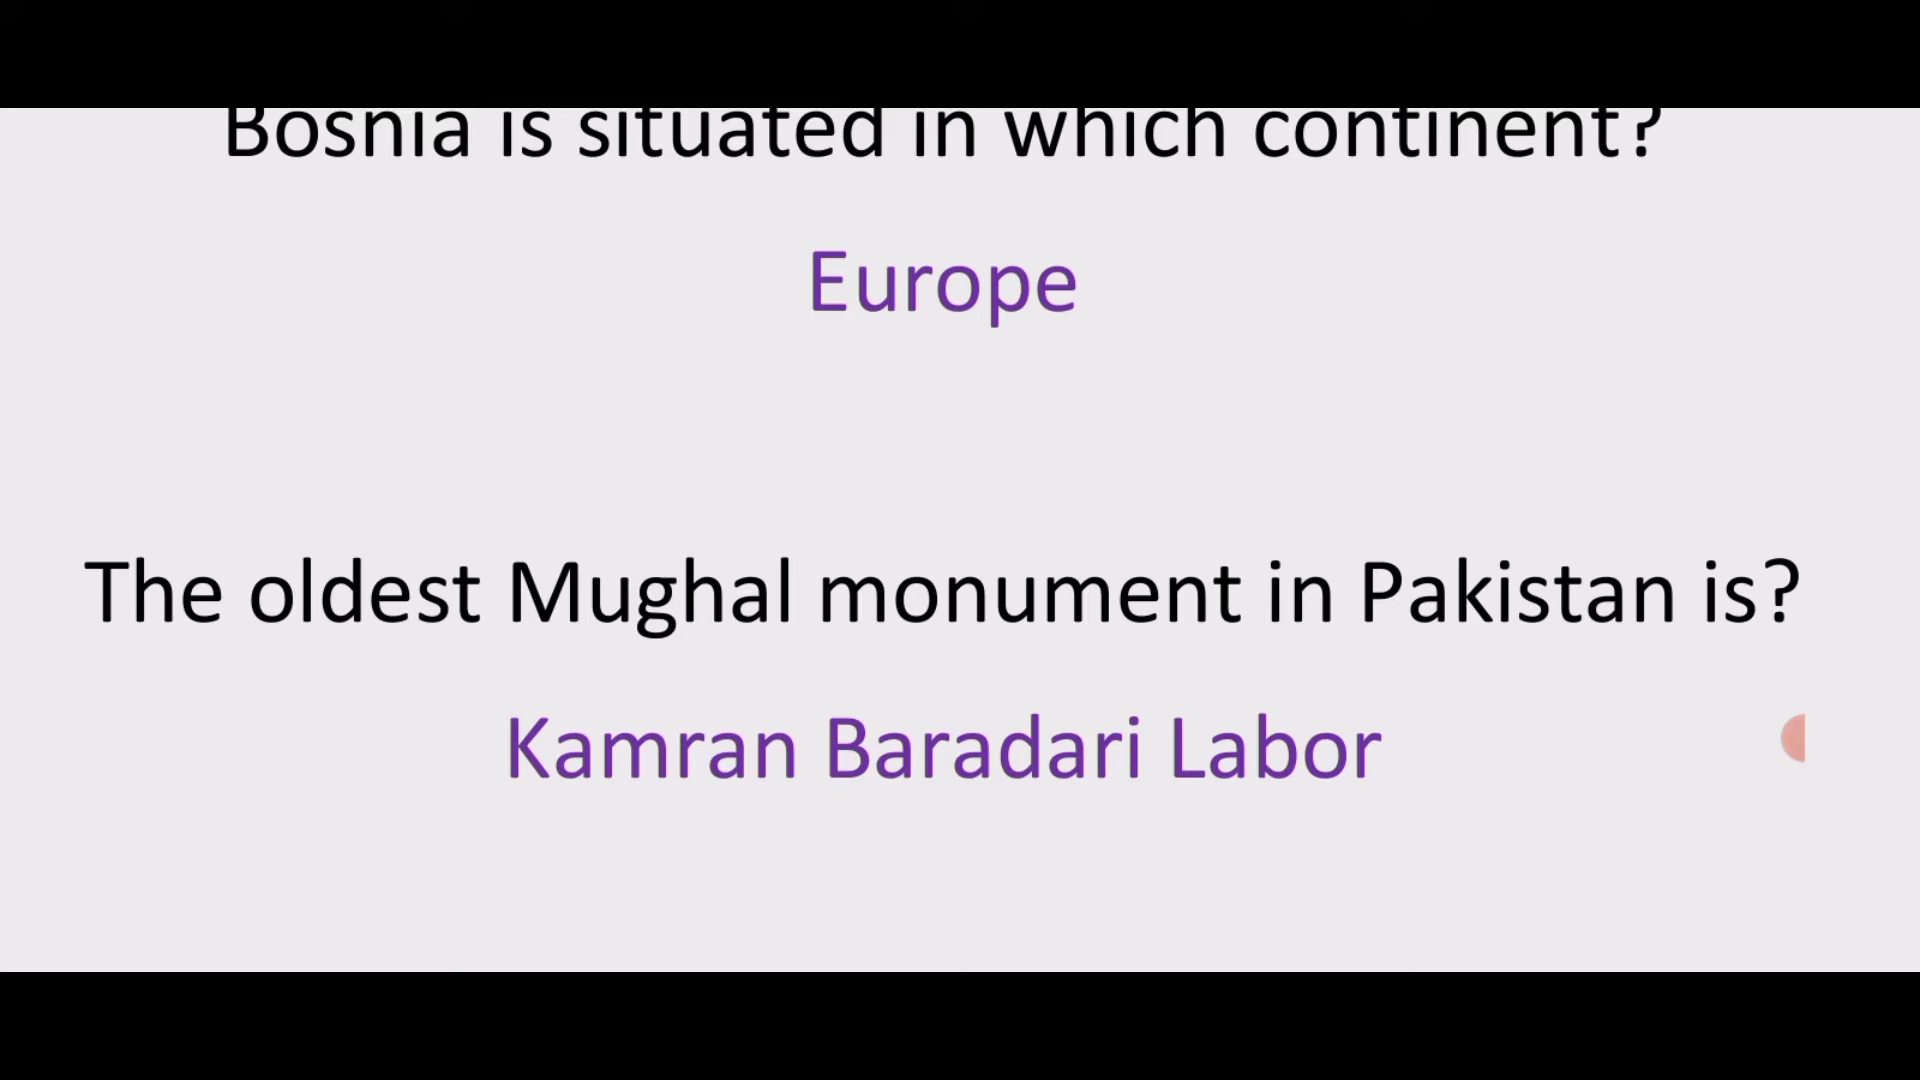 Bosnia is situated in which continent?
Europe
The oldest Mughal monument in Pakistan is?
Kamran Baradari Labor